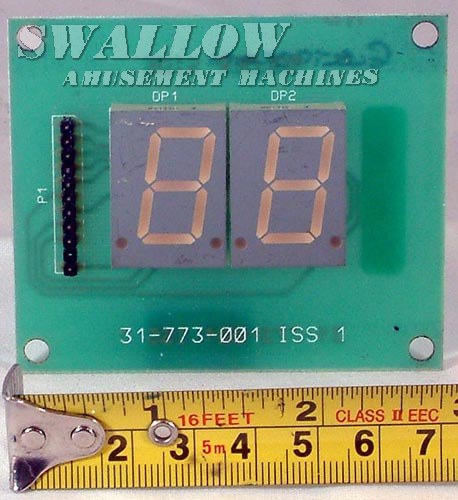 SWALLOW
AMUSEMENT MACHINES
DP1 DP2
P1
88
31-773-001 ISS 1
1 16FEET 2 CLASS II EEC
2 3 5m 4 5 6 7